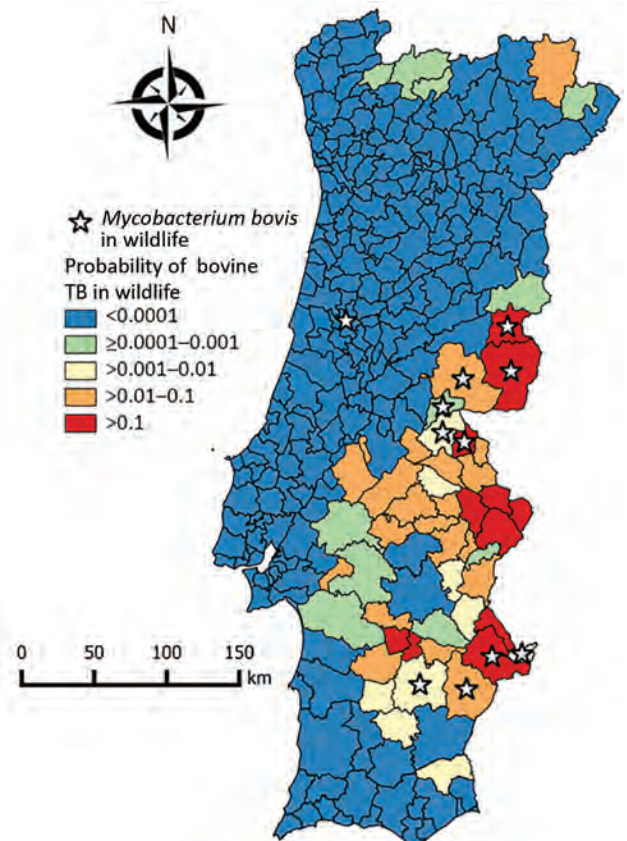 N
Mycobacterium bovis
in wildlife
Probability of bovine
TB in wildlife
<0.0001
≥0.0001–0.001
>0.001–0.01
>0.01–0.1
>0.1
0 50 100 150
km